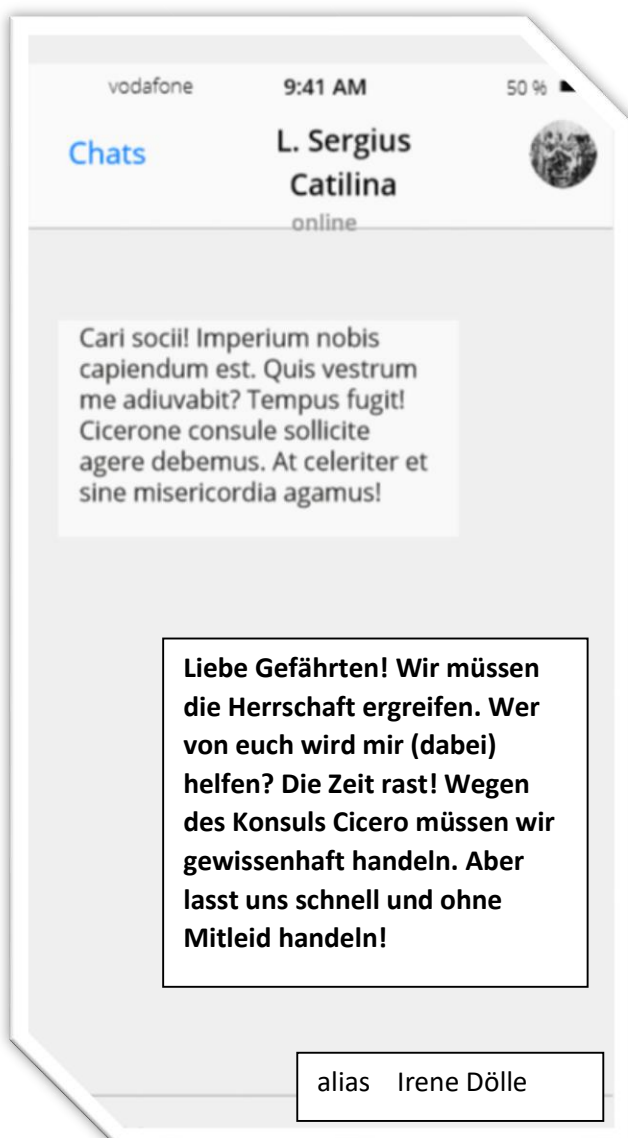 vodafone 9:41 AM 50 %
Chats
L. Sergius
Catilina
online
Cari socii! Imperium nobis
capiendum est. Quis vestrum
me adiuvabit? Tempus fugit!
Cicerone consule sollicite
agere debemus. At celeriter et
sine misericordia agamus!
Liebe Gefährten! Wir müssen
die Herrschaft ergreifen. Wer
von euch wird mir (dabei)
helfen? Die Zeit rast! Wegen
des Konsuls Cicero müssen wir
gewissenhaft handeln. Aber
lasst uns schnell und ohne
Mitleid handeln!
alias Irene Dölle